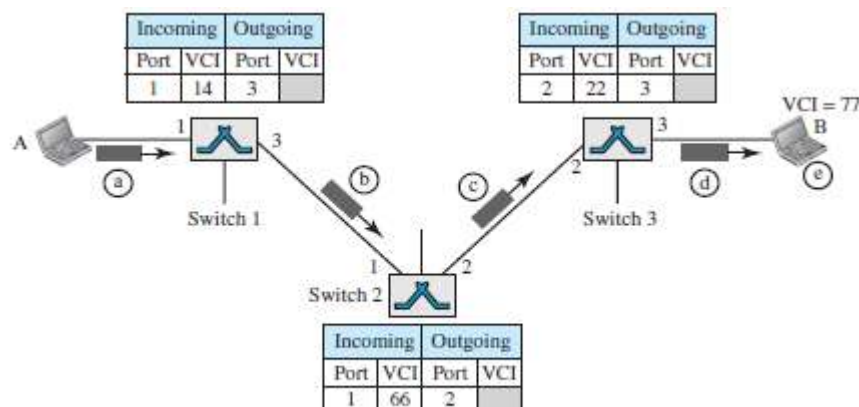 Incoming Outgoing
Port VCI Port VCI
1 14 3
Incoming Outgoing
Port VCI Port VCI
2 22 3
VCI = 77
A
1
3
a
Switch 1
b
c
2
3
B
d
e
Switch 3
1
2
Switch 2
Incoming Outgoing
Port VCI Port VCI
1 66 2